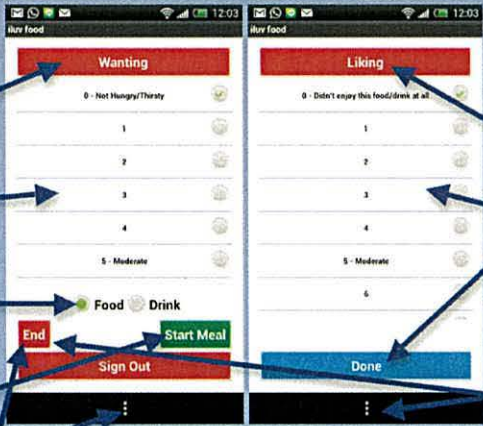 12:03
iluv food
Wanting
0 - Not Hungry/Thirsty
1
2
3
4
5 - Moderate
Food Drink
End Start Meal
Sign Out
12:03
iluv food
Liking
0 - Didn't enjoy this food/drink at all
1
2
3
4
5 - Moderate
6
Done